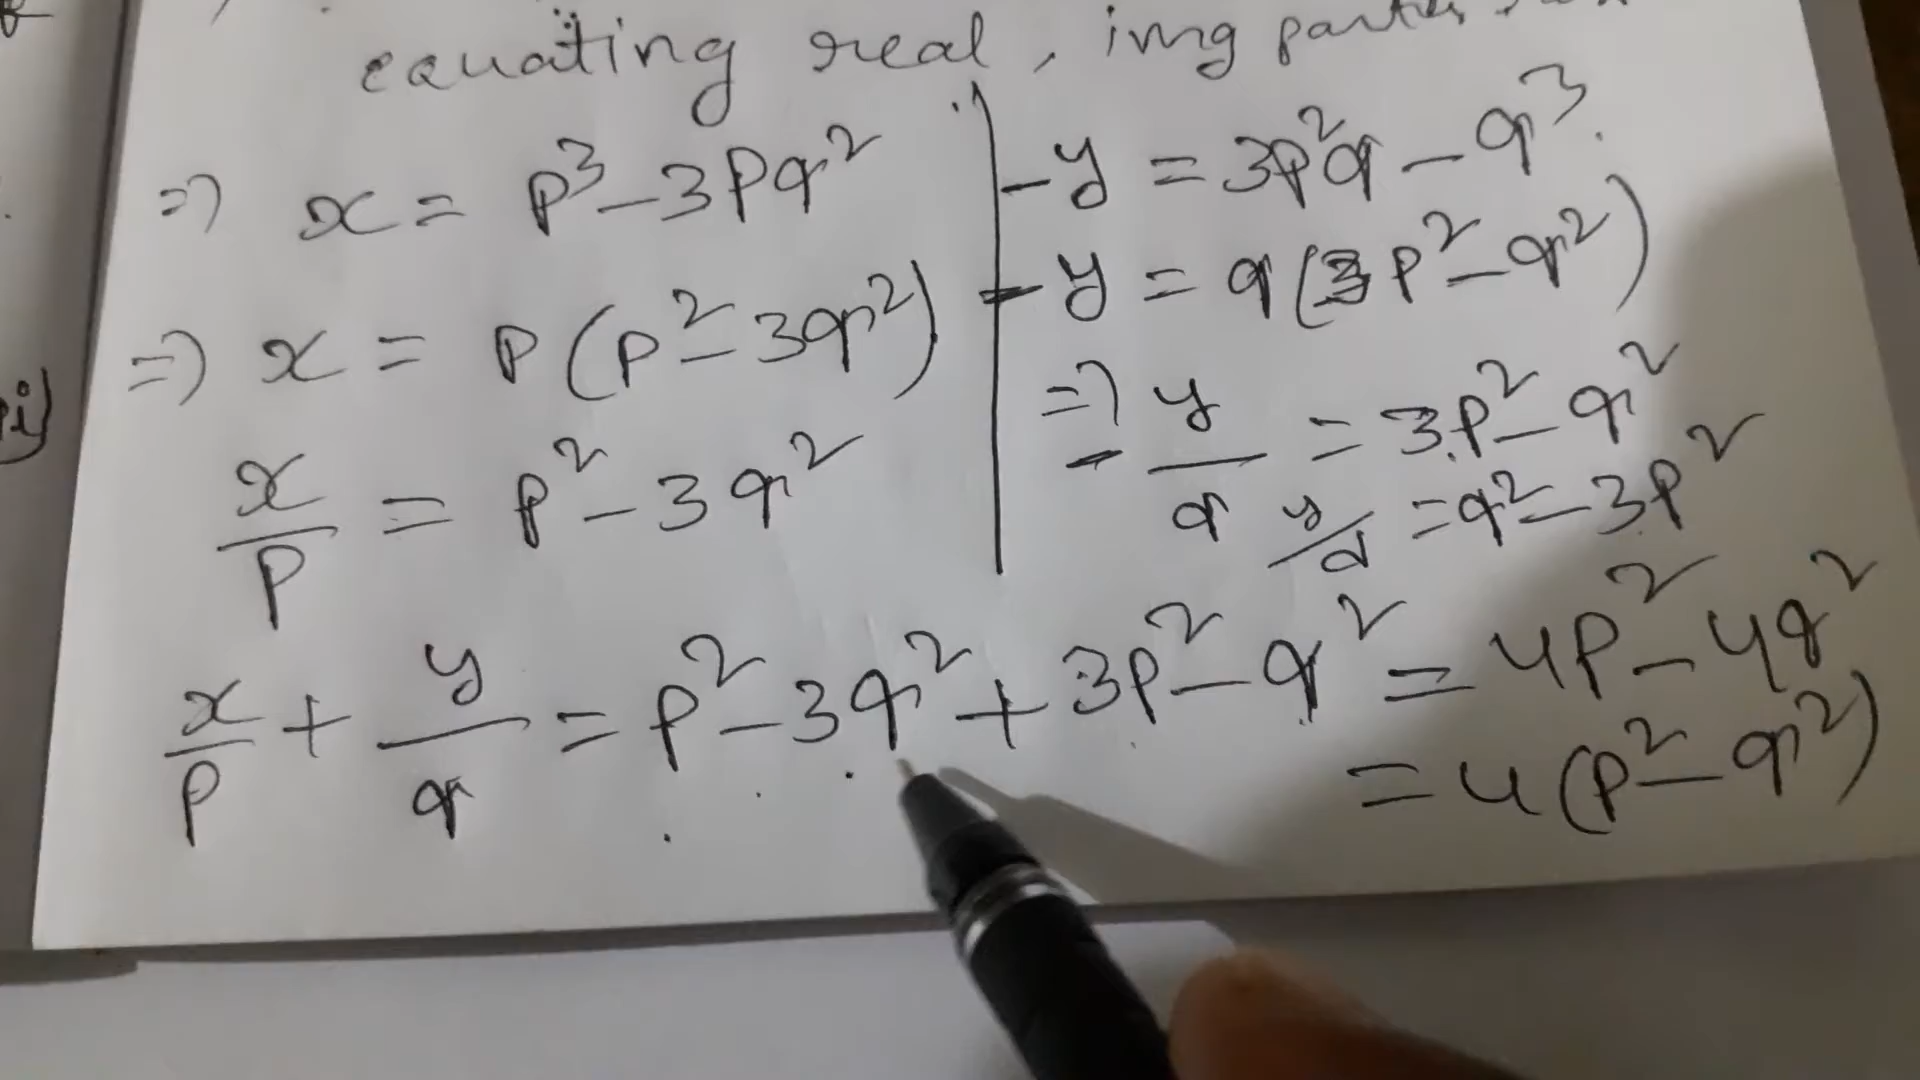 equating real, img parts
=) x = p³ - 3pq²
=) x = p(p² - 3q²)
x/p = p² - 3q²
-y = 3p²q - q³.
-y = q(3p² - q²)
=) -y/q = 3p² - q²
y/q = q² - 3p²
x/p + y/q = p² - 3q² + 3p² - q² = 4p² - 4q²
= 4(p² - q²)